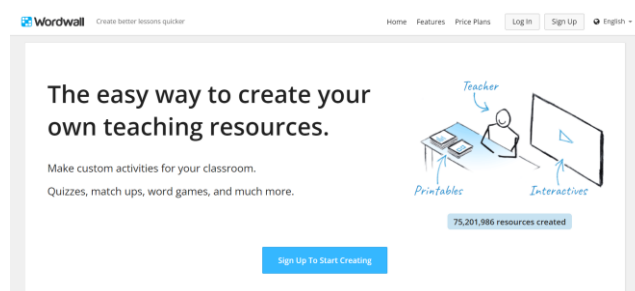 Wordwall Create better lessons quicker Home Features Price Plans Log In Sign Up English
The easy way to create your
own teaching resources.
Make custom activities for your classroom.
Quizzes, match ups, word games, and much more.
Teacher
Printables Interactives
75,201,986 resources created
Sign Up To Start Creating